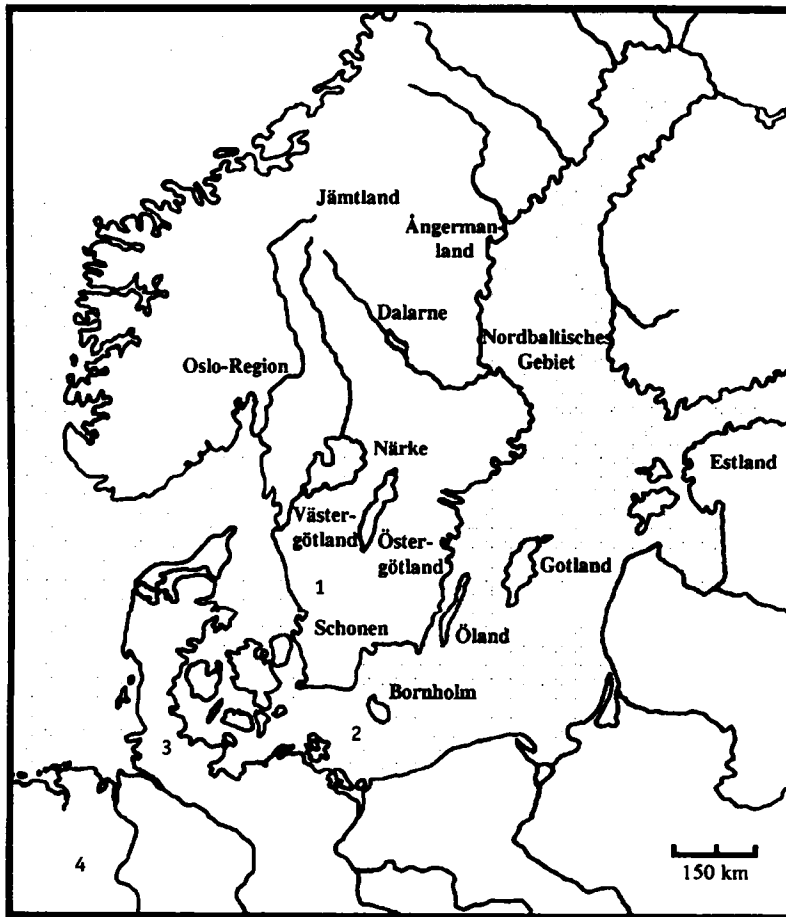 Jämtland
Ångerman-
land
Dalarne
Nordbaltisches
Gebiet
Oslo-Region
Närke
Estland
Väster-
götland
Öster-
götland
Gotland
1
Schonen
Öland
Bornholm
2
3
4
150 km